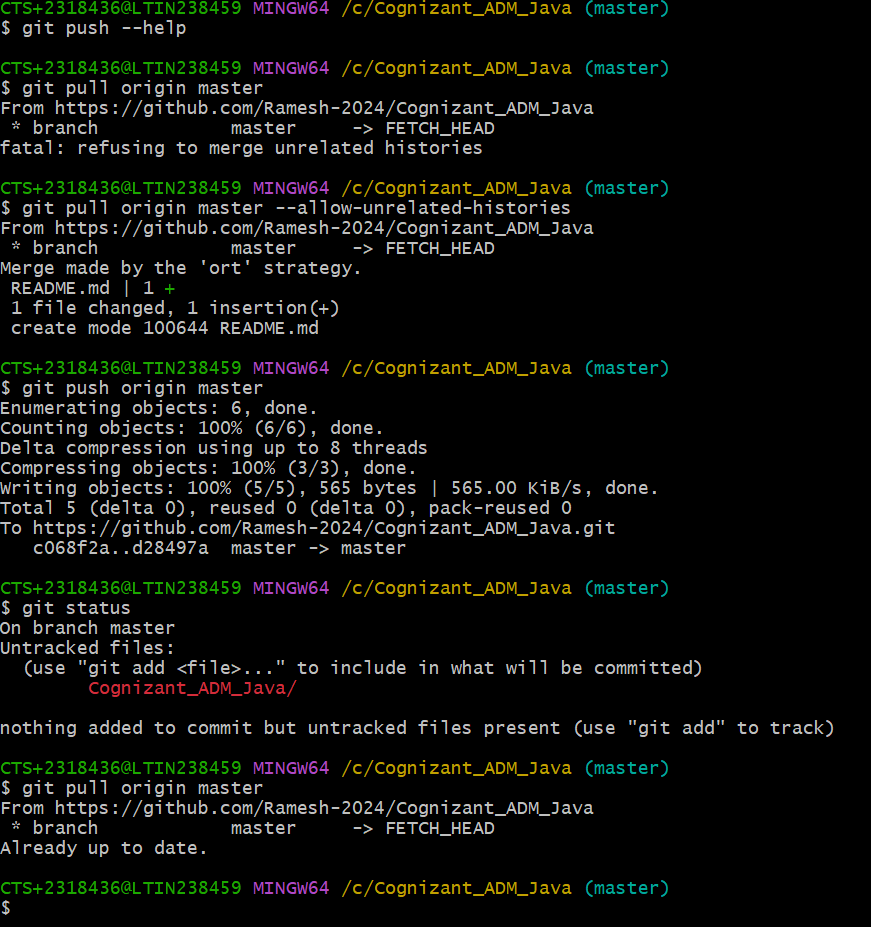 CTS+2318436@LTIN238459 MINGW64 /c/Cognizant_ADM_Java (master)
$ git push --help

CTS+2318436@LTIN238459 MINGW64 /c/Cognizant_ADM_Java (master)
$ git pull origin master
From https://github.com/Ramesh-2024/Cognizant_ADM_Java
 * branch            master     -> FETCH_HEAD
fatal: refusing to merge unrelated histories

CTS+2318436@LTIN238459 MINGW64 /c/Cognizant_ADM_Java (master)
$ git pull origin master --allow-unrelated-histories
From https://github.com/Ramesh-2024/Cognizant_ADM_Java
 * branch            master     -> FETCH_HEAD
Merge made by the 'ort' strategy.
 README.md | 1 +
 1 file changed, 1 insertion(+)
 create mode 100644 README.md

CTS+2318436@LTIN238459 MINGW64 /c/Cognizant_ADM_Java (master)
$ git push origin master
Enumerating objects: 6, done.
Counting objects: 100% (6/6), done.
Delta compression using up to 8 threads
Compressing objects: 100% (3/3), done.
Writing objects: 100% (5/5), 565 bytes | 565.00 KiB/s, done.
Total 5 (delta 0), reused 0 (delta 0), pack-reused 0
To https://github.com/Ramesh-2024/Cognizant_ADM_Java.git
   c068f2a..d28497a  master -> master

CTS+2318436@LTIN238459 MINGW64 /c/Cognizant_ADM_Java (master)
$ git status
On branch master
Untracked files:
  (use "git add <file>..." to include in what will be committed)
        Cognizant_ADM_Java/

nothing added to commit but untracked files present (use "git add" to track)

CTS+2318436@LTIN238459 MINGW64 /c/Cognizant_ADM_Java (master)
$ git pull origin master
From https://github.com/Ramesh-2024/Cognizant_ADM_Java
 * branch            master     -> FETCH_HEAD
Already up to date.

CTS+2318436@LTIN238459 MINGW64 /c/Cognizant_ADM_Java (master)
$